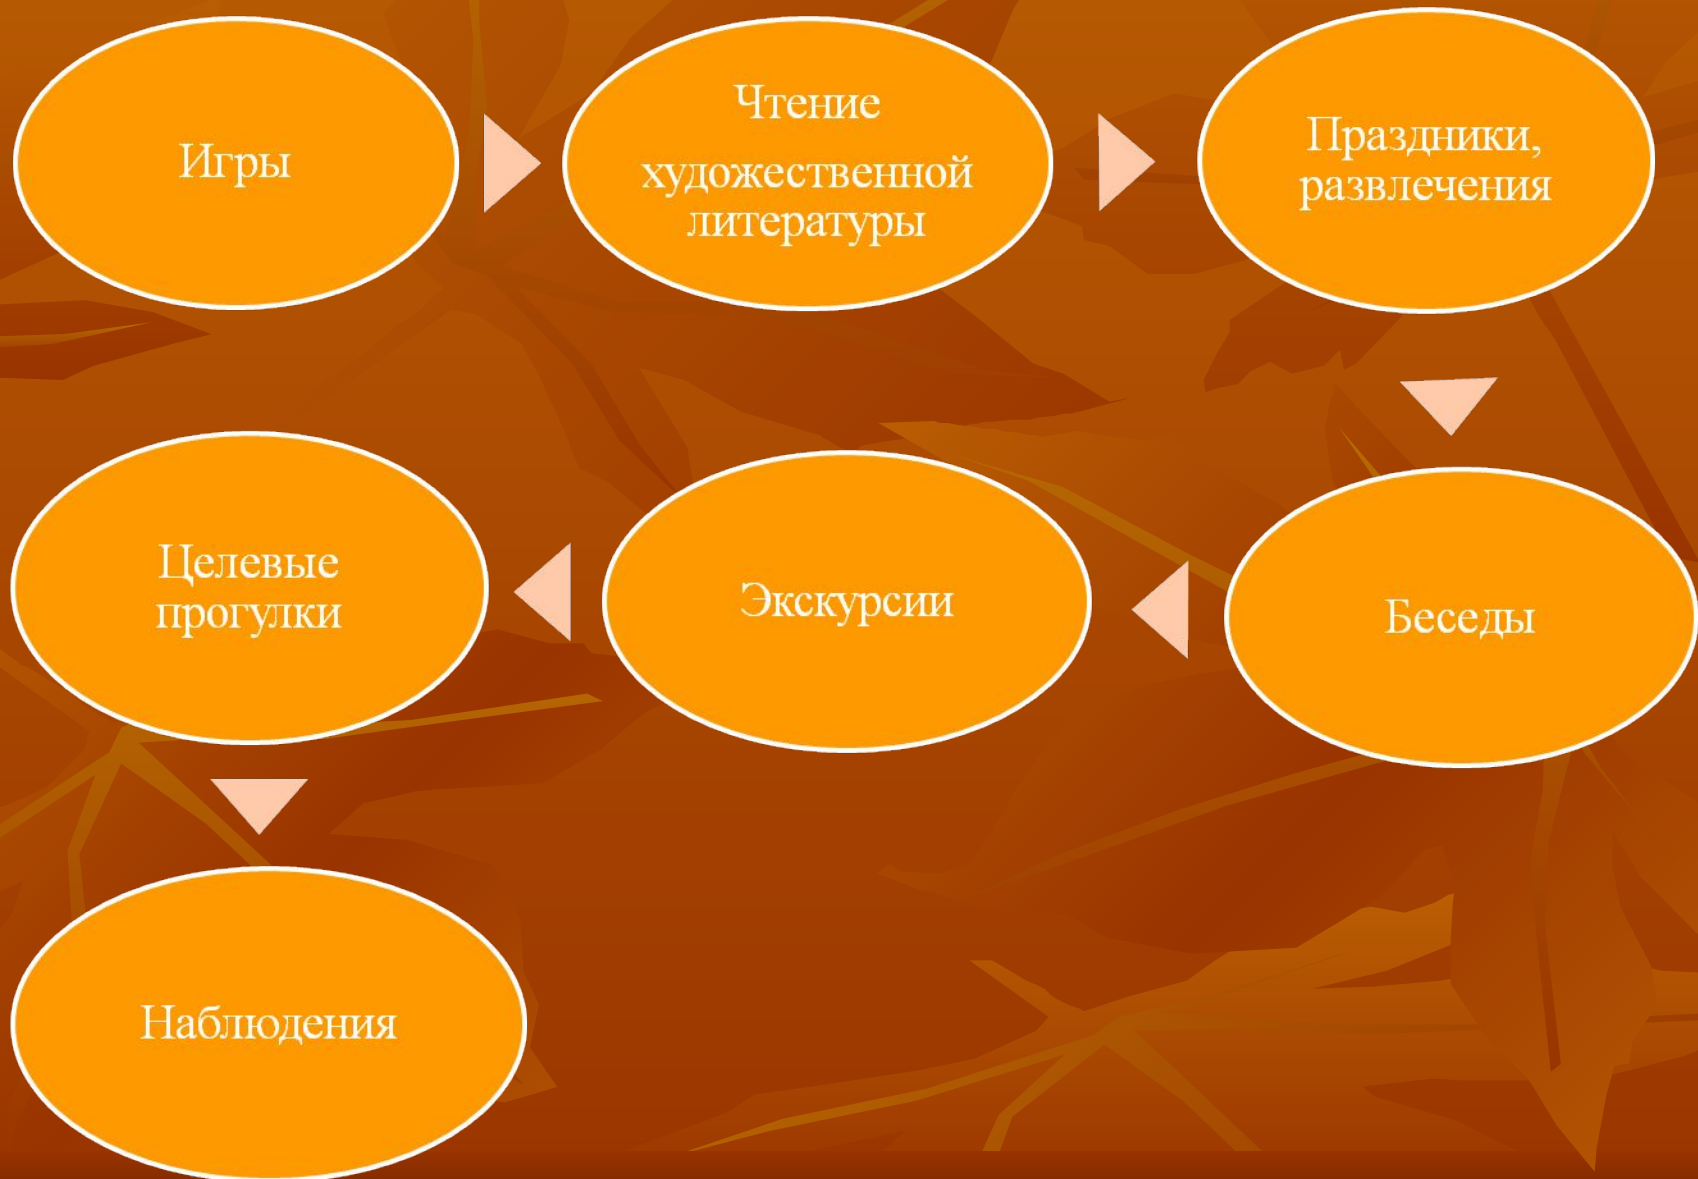 Игры
Чтение
художественной
литературы
Праздники,
развлечения
Беседы
Экскурсии
Целевые
прогулки
Наблюдения